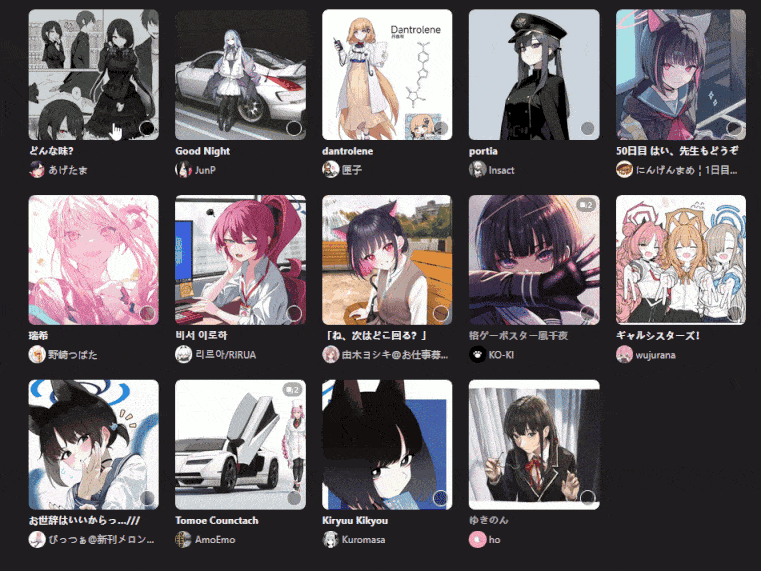 Dantrolene
どんな味?
あげたま
Good Night
JunP
dantrolene
匣子
portia
Insact
50日目 はい、先生もどうぞ
にんげんまめ┆1日目...
2
瑞希
野崎つばた
비서 이로하
리르아/RIRUA
「ね、次はどこ回る？」
由木ヨシキ@お仕事募...
格ゲーポスター風千夜
KO-KI
ギャルシスターズ!
wujurana
2
お世辞はいいからっ...///
ぴっつぁ@新刊メロン...
Tomoe Counctach
AmoEmo
Kiryuu Kikyou
Kuromasa
ゆきのん
ho